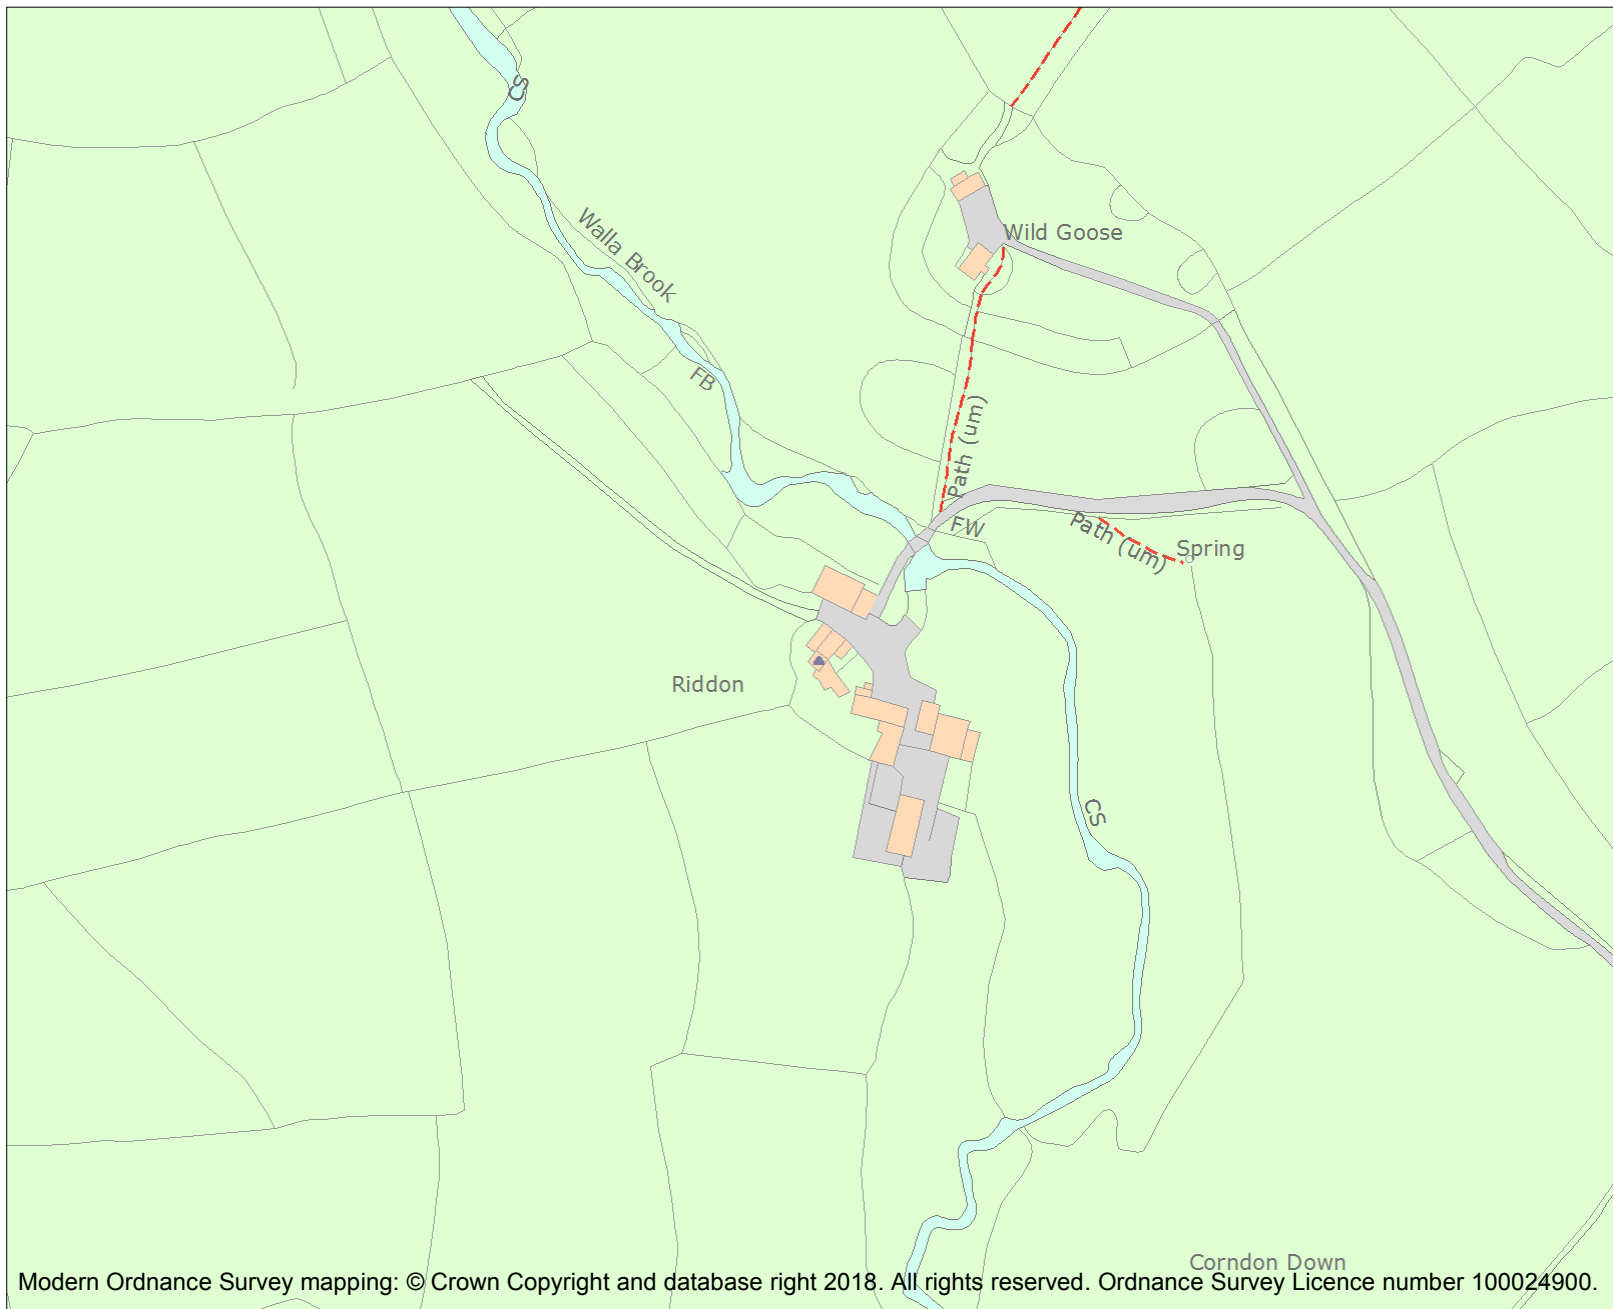 CS
Walla Brook
Wild Goose
FB
Path (um)
FW
Path (um)
Spring
Riddon
CS
Corndon Down
Modern Ordnance Survey mapping: © Crown Copyright and database right 2018. All rights reserved. Ordnance Survey Licence number 100024900.